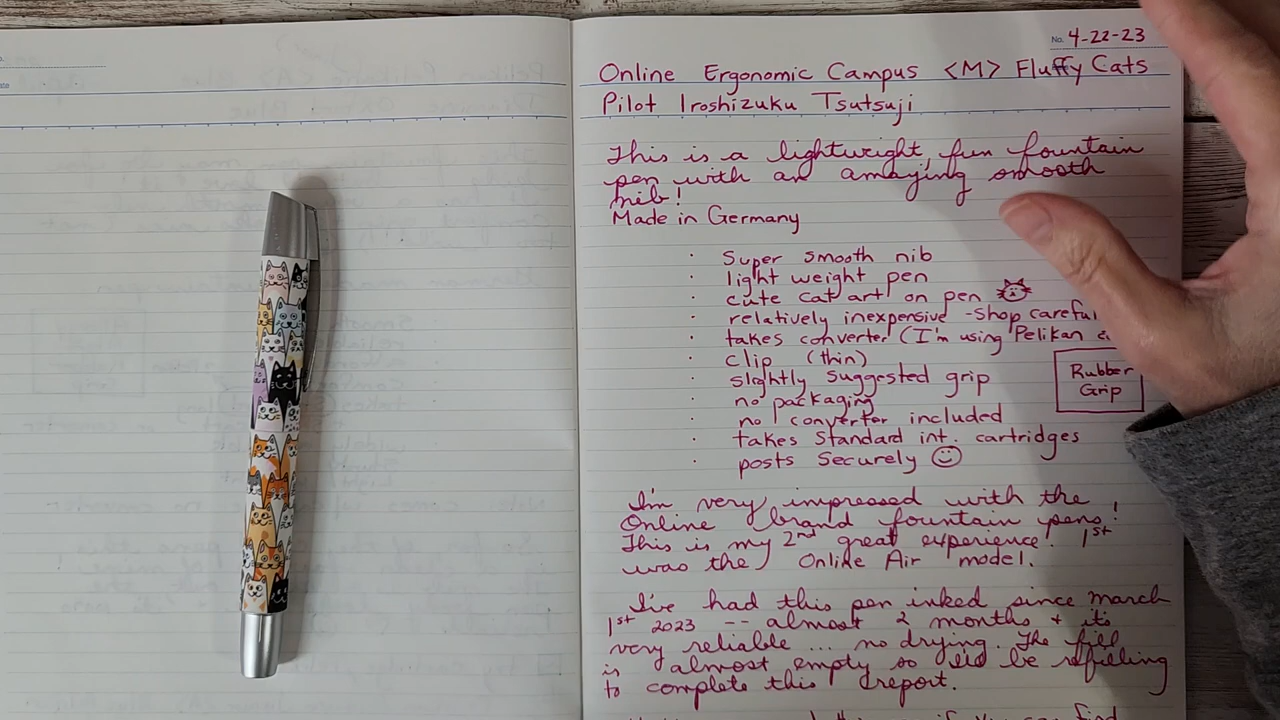 No. 4-22-23
Online Ergonomic Campus <M> Fluffy Cats
Pilot Iroshizuku Tsutsuji
This is a lightweight, fun fountain
pen with an amazing smooth
nib!
Made in Germany
· Super smooth nib
· light weight pen
· cute cat art on pen
· relatively inexpensive - Shop
· takes converter (I'm using Pelikan
· clip (thin)
· slightly suggested grip
Rubber
Grip
· no packaging
· no converter included
· takes Standard int. cartridges
· posts Securely ☺
I'm very impressed with the
Online brand fountain pens!
This is my 2nd great experience! 1st
was the Online Air model.
I've had this pen inked since march
1st 2023 -- almost 2 months & it's
very reliable ... no drying. The fill
is almost empty so I'd be refilling
to complete this report.